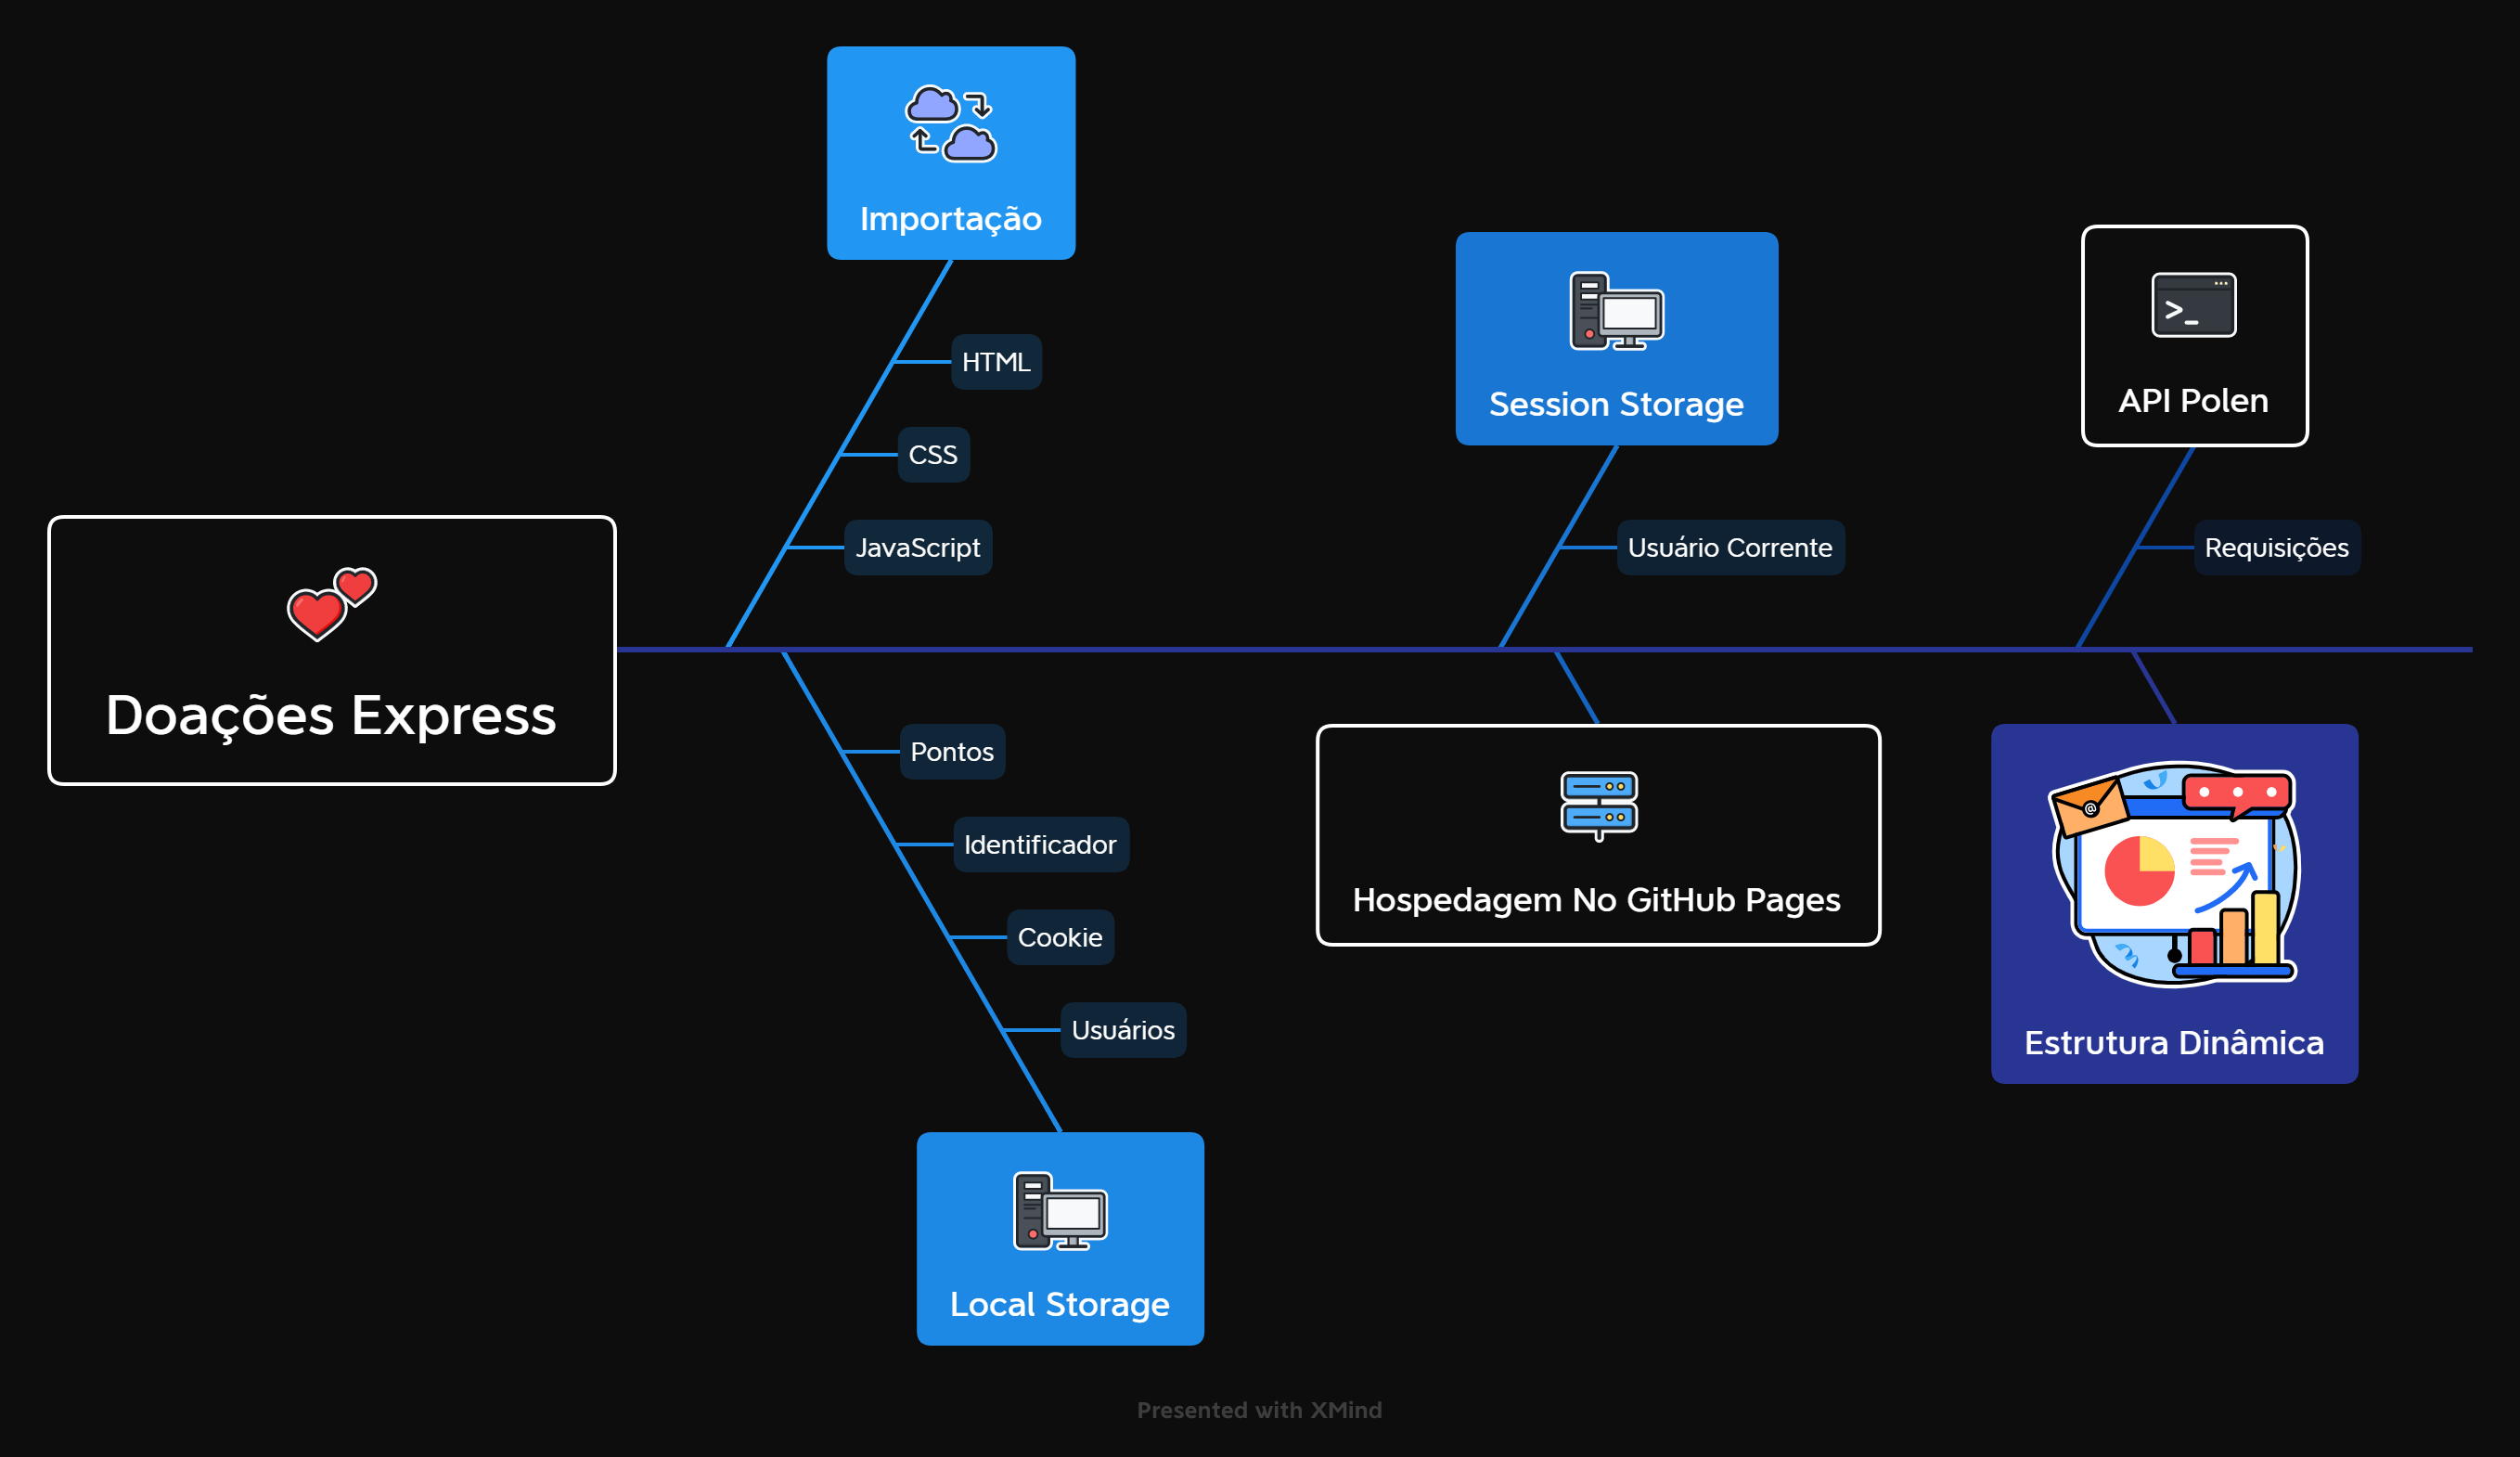 Importação
HTML
CSS
JavaScript
Session Storage
Usuário Corrente
API Polen
>_
Requisições
Doações Express
Pontos
Identificador
Cookie
Usuários
Local Storage
Hospedagem No GitHub Pages
@
Estrutura Dinâmica
Presented with XMind